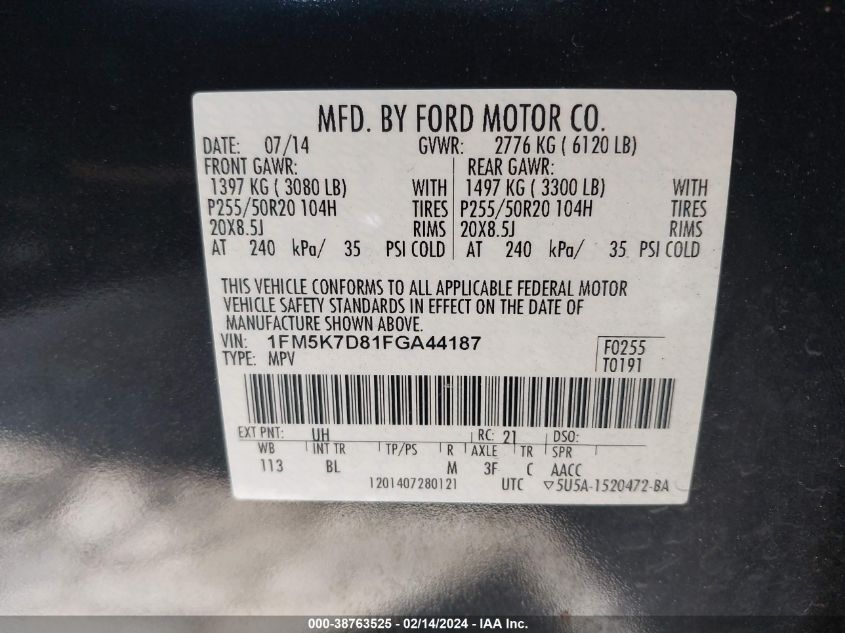 MFD. BY FORD MOTOR CO.
DATE: 07/14 GVWR: 2776 KG ( 6120 LB)
FRONT GAWR: REAR GAWR:
1397 KG ( 3080 LB) WITH 1497 KG ( 3300 LB) WITH
P255/50R20 104H TIRES P255/50R20 104H TIRES
20X8.5J RIMS 20X8.5J RIMS
AT 240 kPa/ 35 PSI COLD AT 240 kPa/ 35 PSI COLD
THIS VEHICLE CONFORMS TO ALL APPLICABLE FEDERAL MOTOR
VEHICLE SAFETY STANDARDS IN EFFECT ON THE DATE OF
MANUFACTURE SHOWN ABOVE.
VIN: 1FM5K7D81FGA44187 F0255
TYPE: MPV T0191
EXT PNT: UH RC: 21 DSO:
WB INT TR TP/PS R AXLE TR SPR
113 BL M 3F C AACC
1201407280121 UTC ▽5U5A-1520472-BA
000-38763525 - 02/14/2024 - IAA Inc.